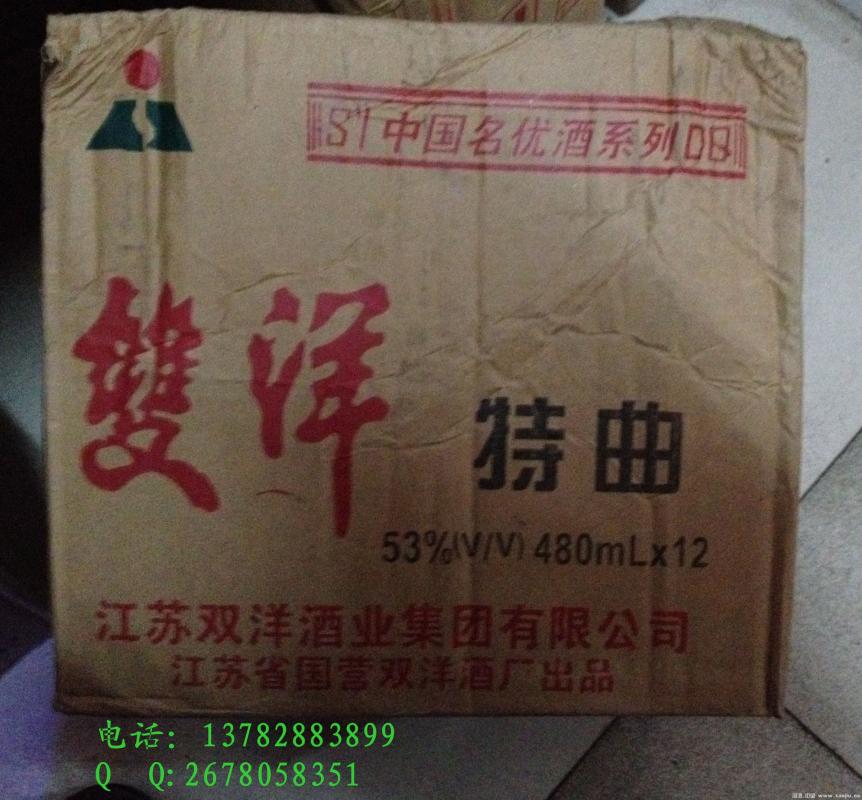 中国名优酒系列
雙洋
特曲
53%(V/V) 480mLx12
江苏双洋酒业集团有限公司
江苏省国营双洋酒厂出品
电话: 13782883899
Q Q: 2678058351